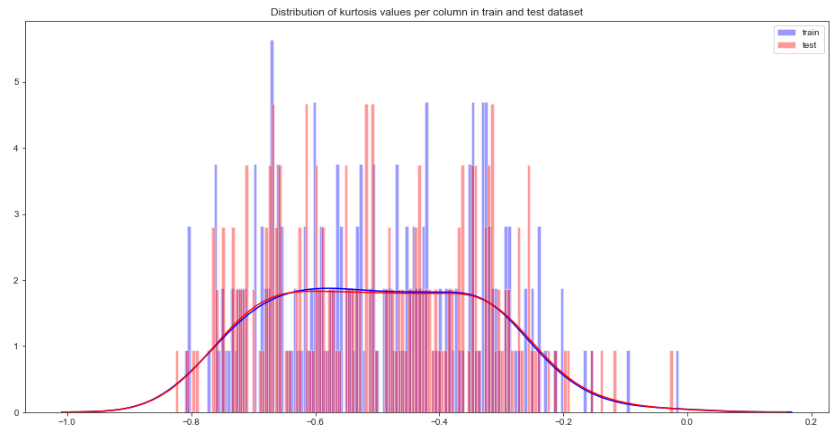 Distribution of kurtosis values per column in train and test dataset
train
test
5
4
3
2
1
0
−1.0 −0.8 −0.6 −0.4 −0.2 0.0 0.2